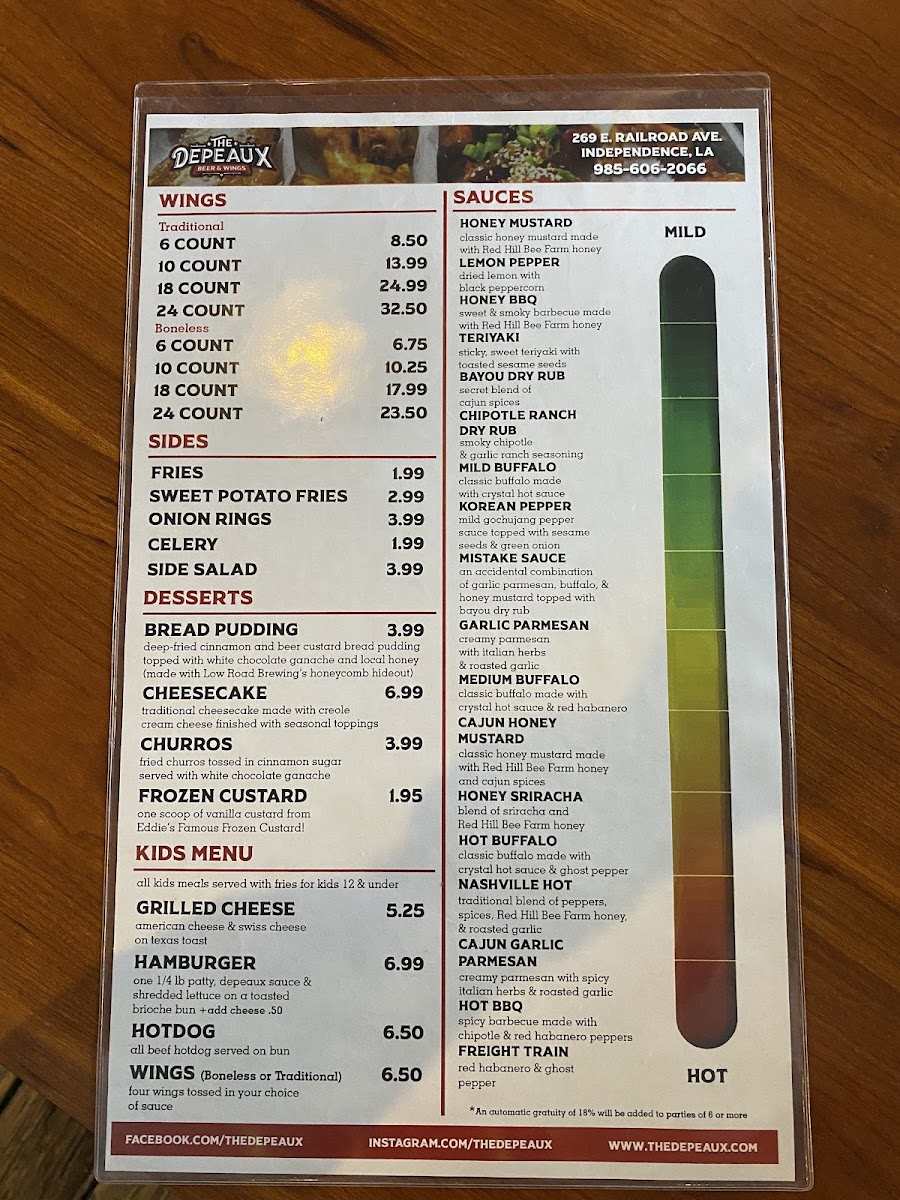 THE
DEPEAUX
BEER & WINGS
269 E. RAILROAD AVE.
INDEPENDENCE, LA
985-606-2066
WINGS
Traditional
6 COUNT 8.50
10 COUNT 13.99
18 COUNT 24.99
24 COUNT 32.50
Boneless
6 COUNT 6.75
10 COUNT 10.25
18 COUNT 17.99
24 COUNT 23.50
SIDES
FRIES 1.99
SWEET POTATO FRIES 2.99
ONION RINGS 3.99
CELERY 1.99
SIDE SALAD 3.99
DESSERTS
BREAD PUDDING 3.99
deep-fried cinnamon and beer custard bread pudding
topped with white chocolate ganache and local honey
(made with Low Road Brewing's honeycomb hideout)
CHEESECAKE 6.99
traditional cheesecake made with creole
cream cheese finished with seasonal toppings
CHURROS 3.99
fried churros tossed in cinnamon sugar
served with white chocolate ganache
FROZEN CUSTARD 1.95
one scoop of vanilla custard from
Eddie's Famous Frozen Custard!
KIDS MENU
all kids meals served with fries for kids 12 & under
GRILLED CHEESE 5.25
american cheese & swiss cheese
on texas toast
HAMBURGER 6.99
one 1/4 lb patty, depeaux sauce &
shredded lettuce on a toasted
brioche bun +add cheese .50
HOTDOG 6.50
all beef hotdog served on bun
WINGS (Boneless or Traditional) 6.50
four wings tossed in your choice
of sauce
SAUCES
HONEY MUSTARD
classic honey mustard made
with Red Hill Bee Farm honey
LEMON PEPPER
dried lemon with
black peppercorn
HONEY BBQ
sweet & smoky barbecue made
with Red Hill Bee Farm honey
TERIYAKI
sticky, sweet teriyaki with
toasted sesame seeds
BAYOU DRY RUB
secret blend of
cajun spices
CHIPOTLE RANCH
DRY RUB
smoky chipotle
& garlic ranch seasoning
MILD BUFFALO
classic buffalo made
with crystal hot sauce
KOREAN PEPPER
mild gochujang pepper
sauce topped with sesame
seeds & green onion
MISTAKE SAUCE
an accidental combination
of garlic parmesan, buffalo, &
honey mustard topped with
bayou dry rub
GARLIC PARMESAN
creamy parmesan
with italian herbs
& roasted garlic
MEDIUM BUFFALO
classic buffalo made with
crystal hot sauce & red habanero
CAJUN HONEY
MUSTARD
classic honey mustard made
with Red Hill Bee Farm honey
and cajun spices
HONEY SRIRACHA
blend of sriracha and
Red Hill Bee Farm honey
HOT BUFFALO
classic buffalo made with
crystal hot sauce & ghost pepper
NASHVILLE HOT
traditional blend of peppers,
spices, Red Hill Bee Farm honey,
& roasted garlic
CAJUN GARLIC
PARMESAN
creamy parmesan with spicy
italian herbs & roasted garlic
HOT BBQ
spicy barbecue made with
chipotle & red habanero peppers
FREIGHT TRAIN
red habanero & ghost
pepper
MILD
HOT
*An automatic gratuity of 18% will be added to parties of 6 or more
FACEBOOK.COM/THEDEPEAUX INSTAGRAM.COM/THEDEPEAUX WWW.THEDEPEAUX.COM